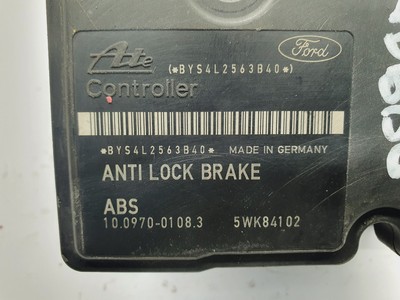 Ate (*BYS4L2563B40*) Ford
Controller
*BYS4L2563B40* MADE IN GERMANY
ANTI LOCK BRAKE
ABS
10.0970-0108.3 5WK84102